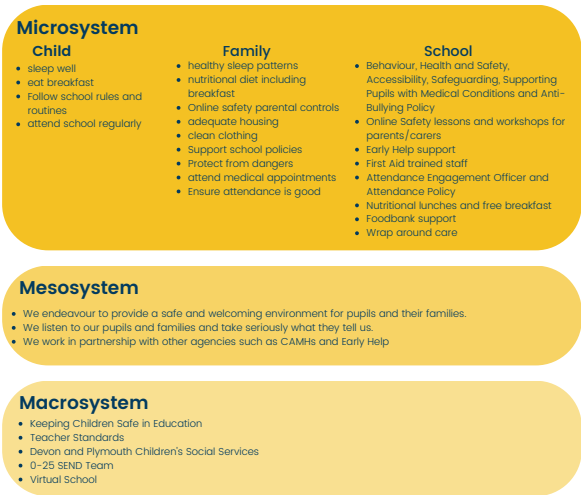 Microsystem
Child
• sleep well
• eat breakfast
• Follow school rules and
routines
• attend school regularly
Family
• healthy sleep patterns
• nutritional diet including
breakfast
• Online safety parental controls
• adequate housing
• clean clothing
• Support school policies
• Protect from dangers
• attend medical appointments
• Ensure attendance is good
School
• Behaviour, Health and Safety,
Accessibility, Safeguarding, Supporting
Pupils with Medical Conditions and Anti-
Bullying Policy
• Online Safety lessons and workshops for
parents/carers
• Early Help support
• First Aid trained staff
• Attendance Engagement Officer and
Attendance Policy
• Nutritional lunches and free breakfast
• Foodbank support
• Wrap around care
Mesosystem
• We endeavour to provide a safe and welcoming environment for pupils and their families.
• We listen to our pupils and families and take seriously what they tell us.
• We work in partnership with other agencies such as CAMHs and Early Help
Macrosystem
• Keeping Children Safe in Education
• Teacher Standards
• Devon and Plymouth Children's Social Services
• 0-25 SEND Team
• Virtual School